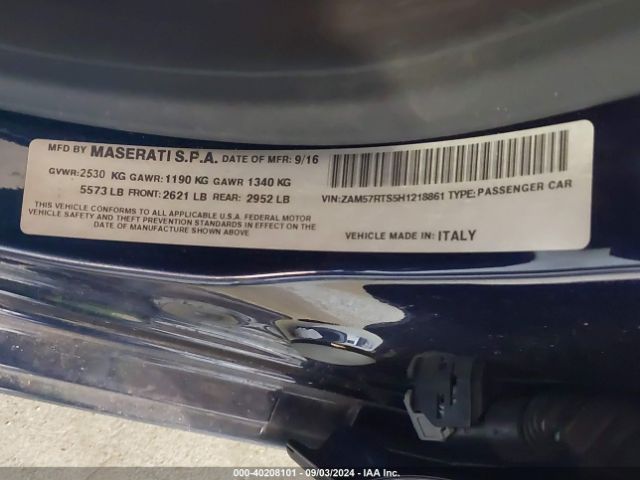 MFD BY MASERATI S.P.A. DATE OF MFR: 9/16
GVWR:2530 KG GAWR: 1190 KG GAWR 1340 KG
5573 LB FRONT: 2621 LB REAR: 2952 LB
THIS VEHICLE CONFORMS TO ALL APPLICABLE U.S.A. FEDERAL MOTOR
VEHICLE SAFETY AND THEFT PREVENTION STANDARDS IN EFFECT ON THE
DATE OF MANUFACTURE SHOWN ABOVE
VIN:ZAM57RTS5H1218861 TYPE:PASSENGER CAR
VEHICLE MADE IN: ITALY
000-40208101 - 09/03/2024 - IAA Inc.